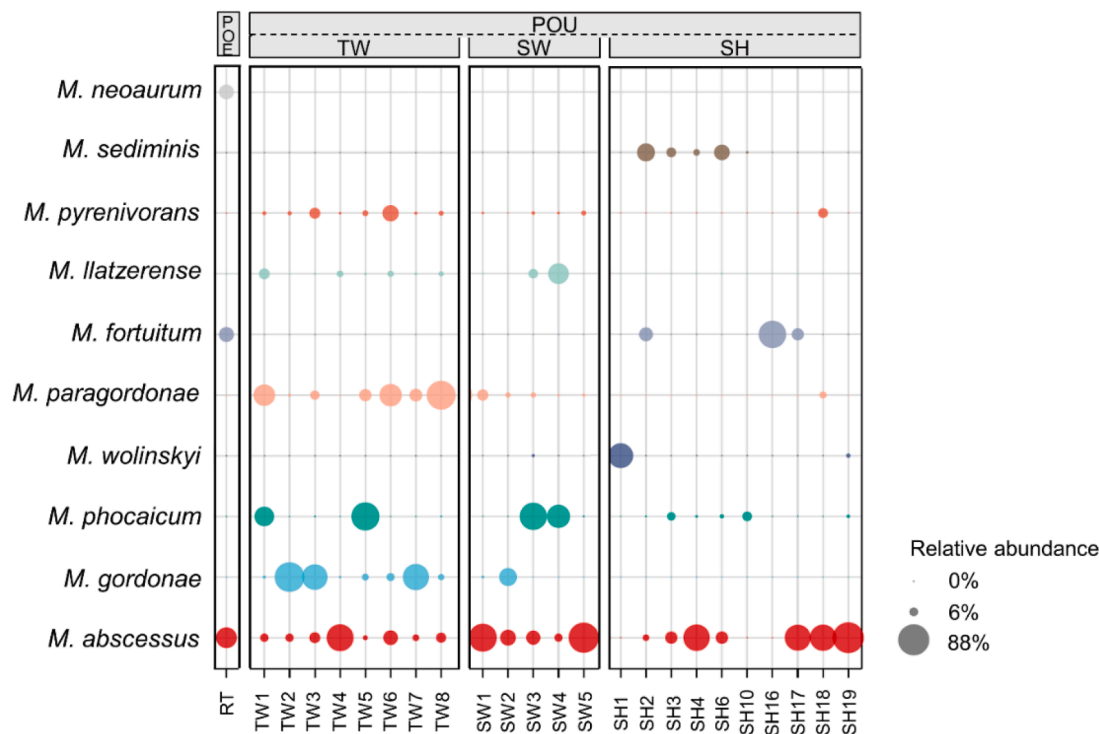 POE
POU
TW
SW
SH
M. neoaurum
M. sediminis
M. pyrenivorans
M. llatzerense
M. fortuitum
M. paragordonae
M. wolinskyi
M. phocaicum
M. gordonae
M. abscessus
Relative abundance
0%
6%
88%
RT
TW1
TW2
TW3
TW4
TW5
TW6
TW7
TW8
SW1
SW2
SW3
SW4
SW5
SH1
SH2
SH3
SH4
SH6
SH10
SH16
SH17
SH18
SH19